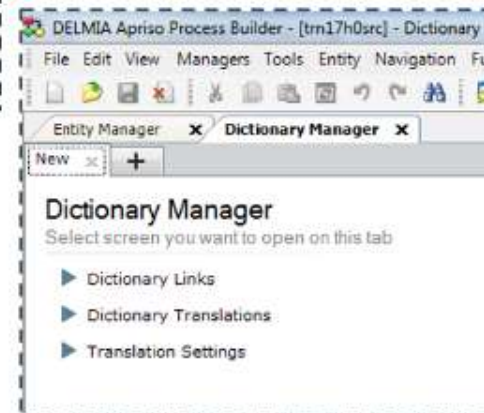 DELMIA Apriso Process Builder - [trn17h0src] - Dictionary
File Edit View Managers Tools Entity Navigation
Entity Manager x Dictionary Manager x
New x +
Dictionary Manager
Select screen you want to open on this tab
Dictionary Links
Dictionary Translations
Translation Settings